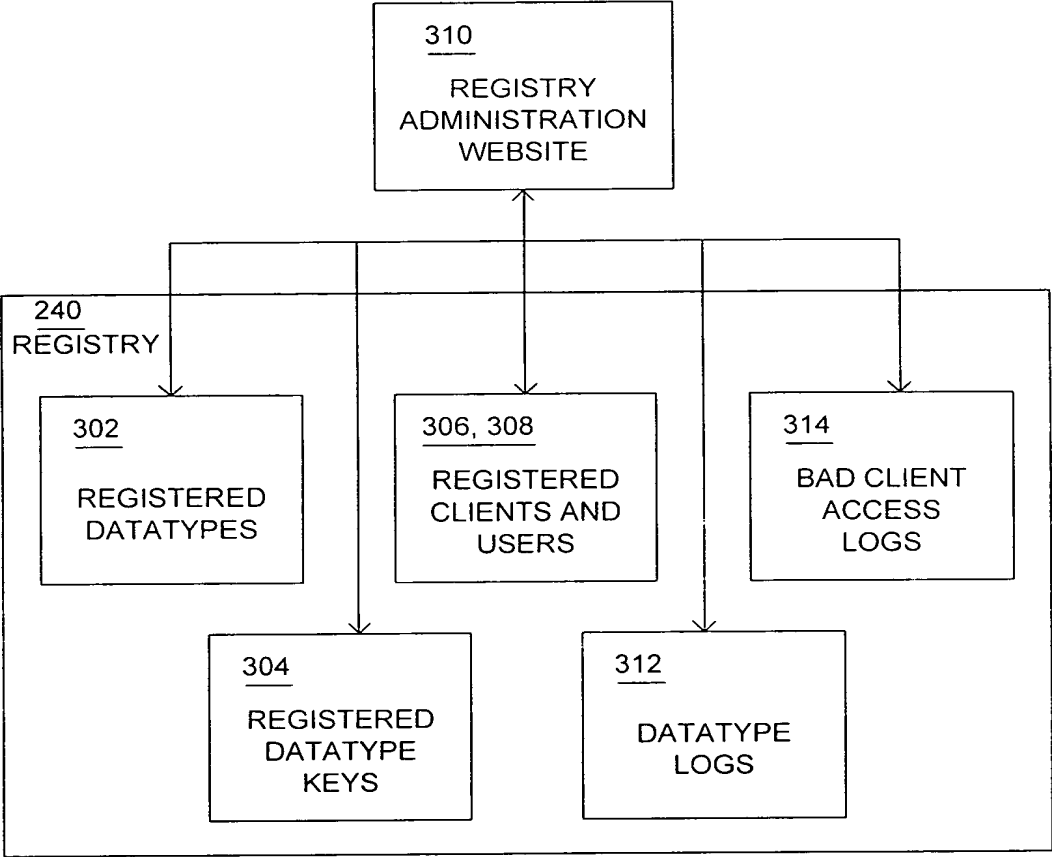 310
REGISTRY
ADMINISTRATION
WEBSITE
240
REGISTRY
302
REGISTERED
DATATYPES
306, 308
REGISTERED
CLIENTS AND
USERS
314
BAD CLIENT
ACCESS
LOGS
304
REGISTERED
DATATYPE
KEYS
312
DATATYPE
LOGS